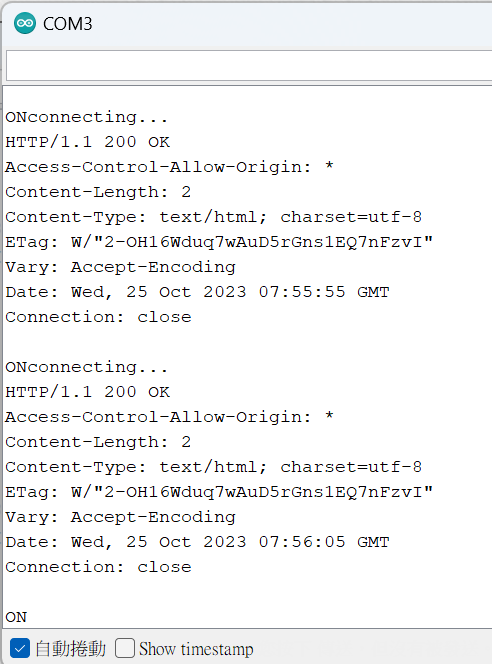 COM3
ONconnecting...
HTTP/1.1 200 OK
Access-Control-Allow-Origin: *
Content-Length: 2
Content-Type: text/html; charset=utf-8
ETag: W/"2-OH16Wduq7wAuD5rGns1EQ7nFzvI"
Vary: Accept-Encoding
Date: Wed, 25 Oct 2023 07:55:55 GMT
Connection: close
ONconnecting...
HTTP/1.1 200 OK
Access-Control-Allow-Origin: *
Content-Length: 2
Content-Type: text/html; charset=utf-8
ETag: W/"2-OH16Wduq7wAuD5rGns1EQ7nFzvI"
Vary: Accept-Encoding
Date: Wed, 25 Oct 2023 07:56:05 GMT
Connection: close
ON
自動捲動 Show timestamp